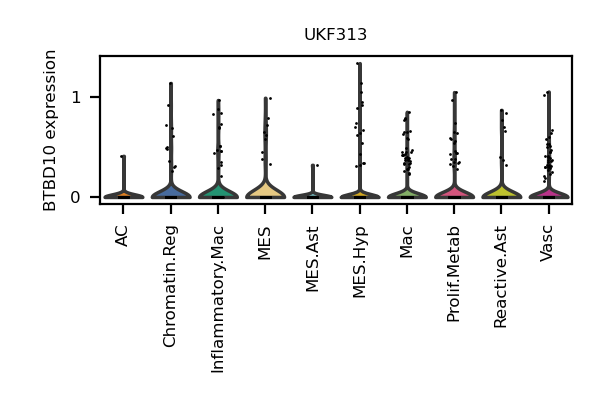 UKF313
BTBD10 expression
1
0
AC
Chromatin.Reg
Inflammatory.Mac
MES
MES.Ast
MES.Hyp
Mac
Prolif.Metab
Reactive.Ast
Vasc